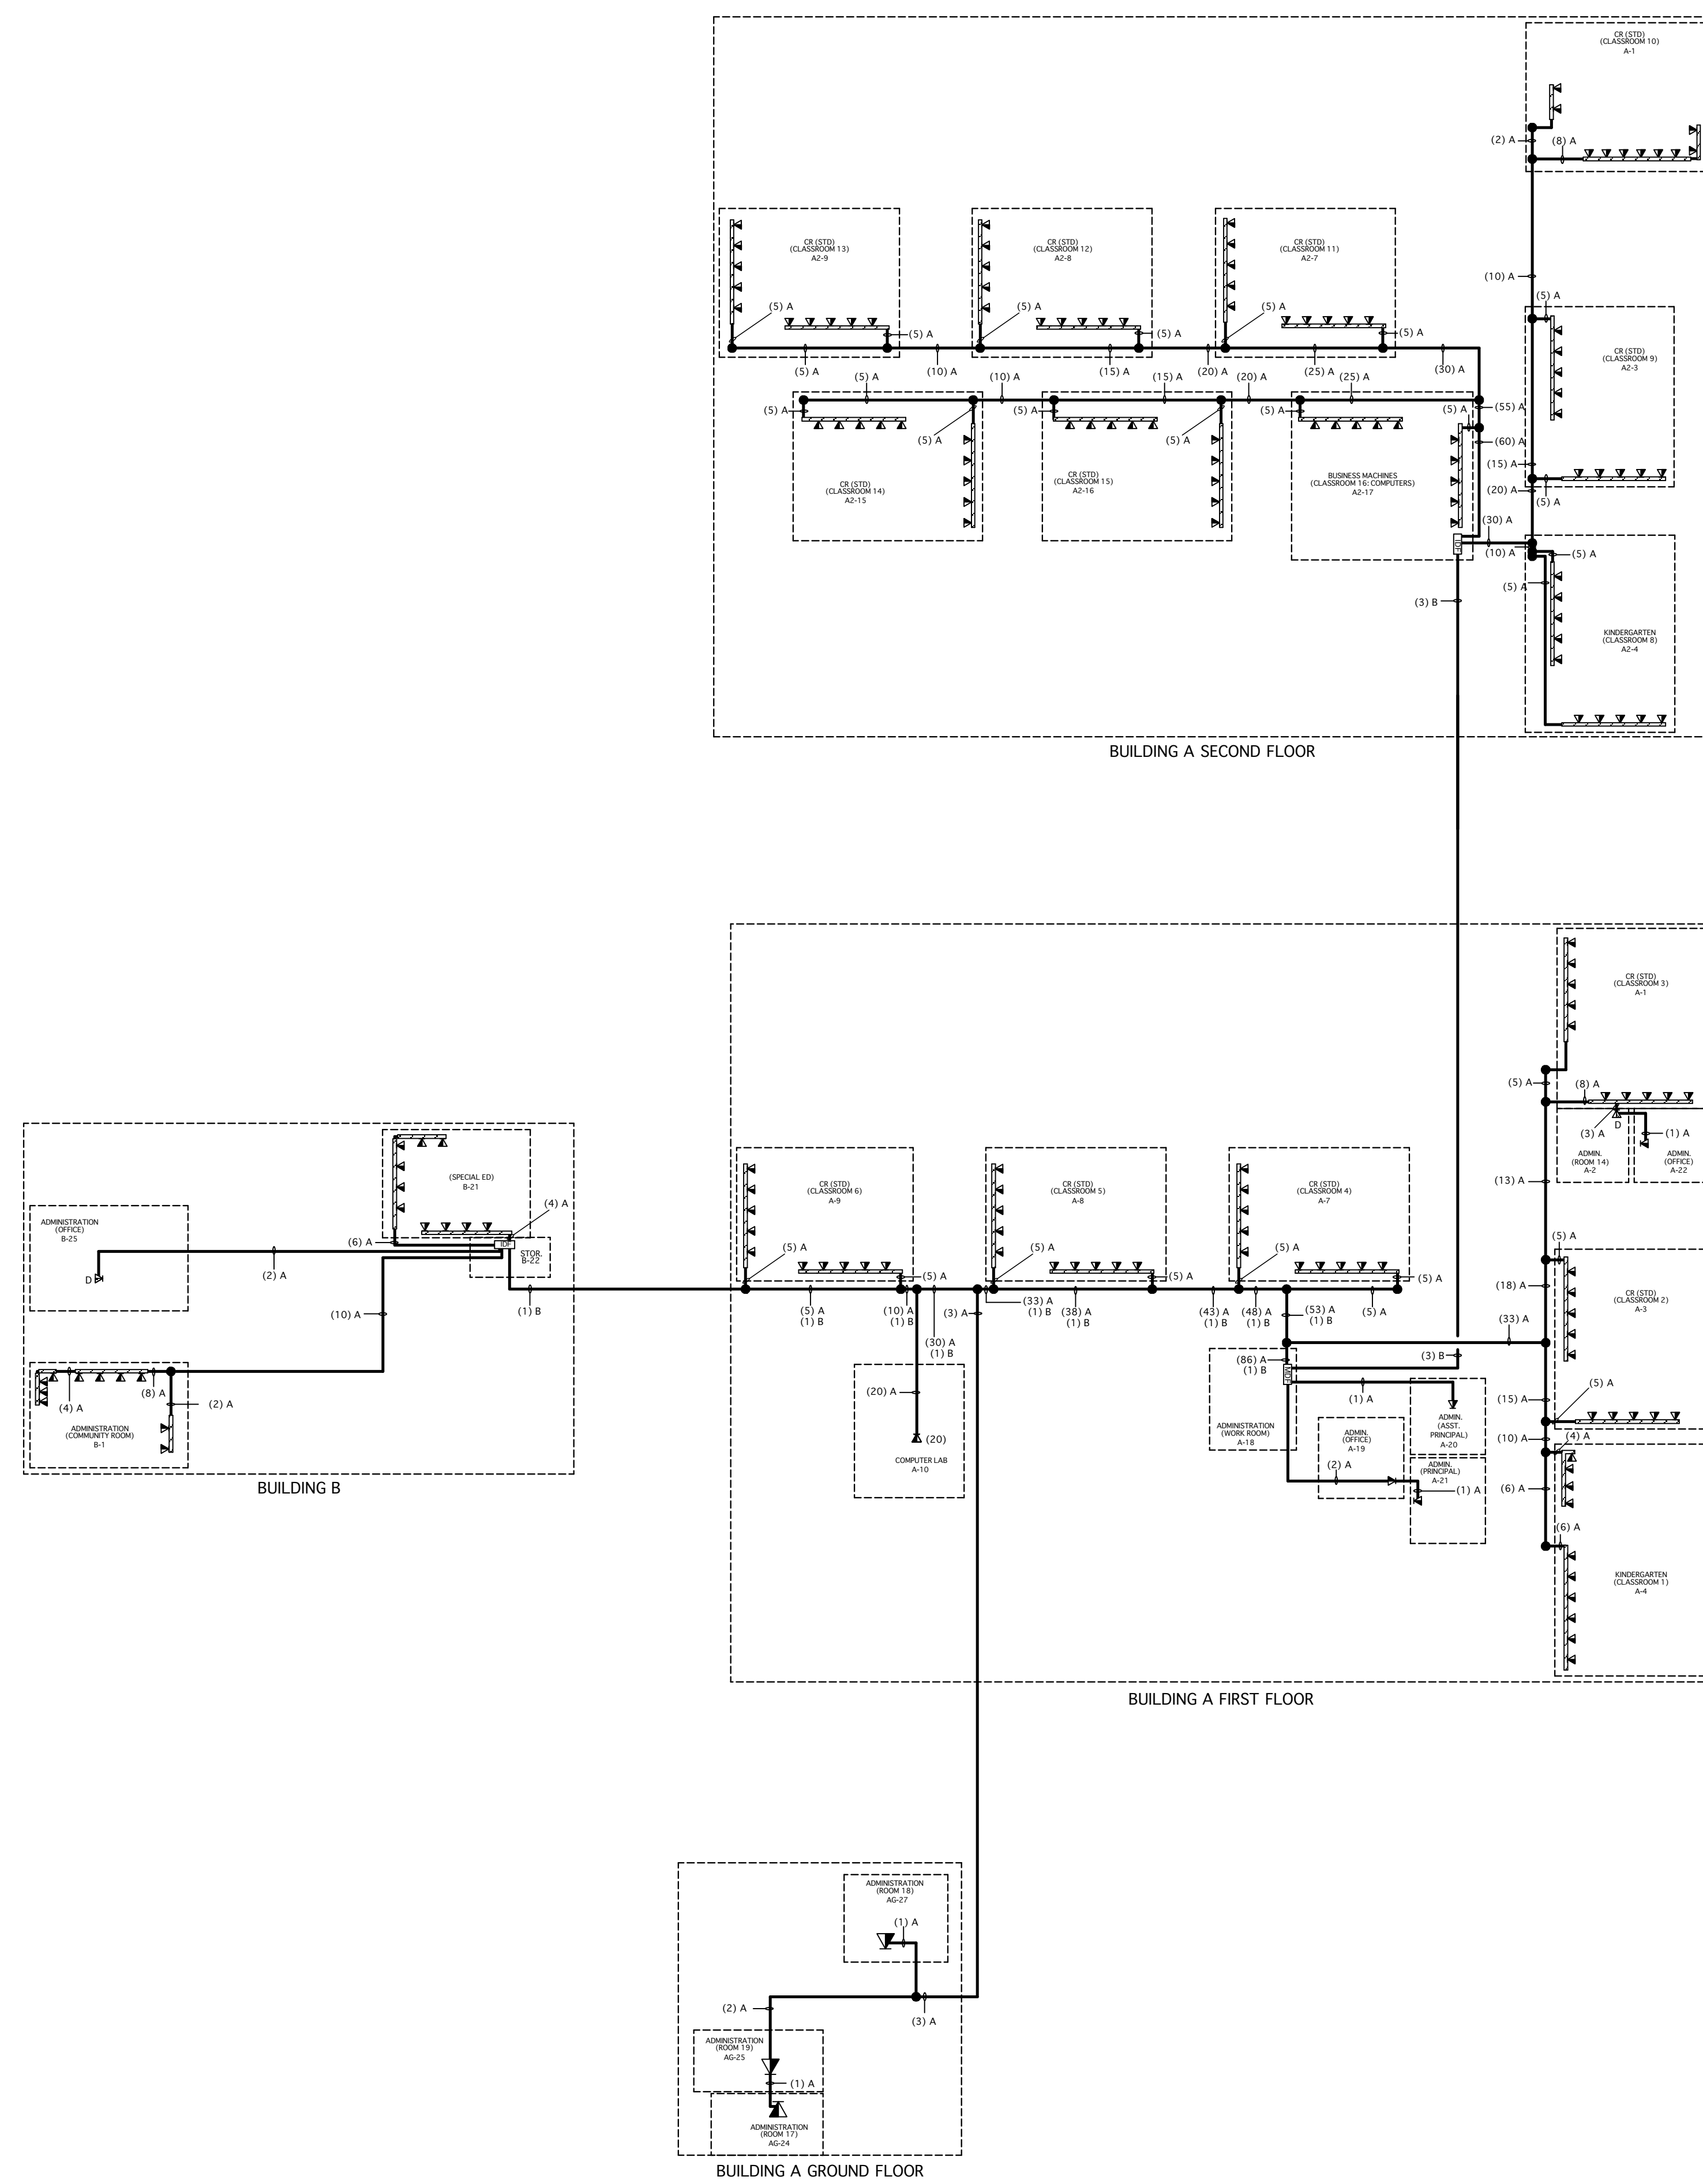 CR (STD)
(CLASSROOM 10)
A-1
(2) A
(8) A
(10) A
CR (STD)
(CLASSROOM 13)
A2-9
CR (STD)
(CLASSROOM 12)
A2-8
CR (STD)
(CLASSROOM 11)
A2-7
(5) A
(5) A
(5) A
(5) A
(5) A
(5) A
(5) A
(10) A
(15) A
(20) A
(25) A
(30) A
(5) A
CR (STD)
(CLASSROOM 9)
A2-3
(15) A
(20) A
(5) A
(5) A
(10) A
(15) A
(20) A
(25) A
(5) A
(5) A
(5) A
(5) A
(5) A
(5) A
(55) A
(60) A
CR (STD)
(CLASSROOM 14)
A2-15
CR (STD)
(CLASSROOM 15)
A2-16
BUSINESS MACHINES
(CLASSROOM 16: COMPUTERS)
A2-17
IDF
(30) A
(10) A
(5) A
(5) A
(3) B
KINDERGARTEN
(CLASSROOM 8)
A2-4
BUILDING A SECOND FLOOR
CR (STD)
(CLASSROOM 3)
A-1
(5) A
(8) A
(3) A
D
(1) A
ADMIN.
(ROOM 14)
A-2
ADMIN.
(OFFICE)
A-22
(13) A
(5) A
(18) A
CR (STD)
(CLASSROOM 2)
A-3
(33) A
(15) A
(5) A
(10) A
(4) A
(6) A
(6) A
KINDERGARTEN
(CLASSROOM 1)
A-4
(SPECIAL ED)
B-21
(4) A
(6) A
IDF
STOR.
B-22
ADMINISTRATION
(OFFICE)
B-25
D
(2) A
(10) A
(1) B
(4) A
(8) A
(2) A
ADMINISTRATION
(COMMUNITY ROOM)
B-1
BUILDING B
CR (STD)
(CLASSROOM 6)
A-9
CR (STD)
(CLASSROOM 5)
A-8
CR (STD)
(CLASSROOM 4)
A-7
(5) A
(5) A
(5) A
(5) A
(5) A
(5) A
(5) A
(1) B
(10) A
(1) B
(30) A
(1) B
(3) A
(33) A
(1) B
(38) A
(1) B
(43) A
(1) B
(48) A
(1) B
(53) A
(1) B
(5) A
(86) A
(1) B
MDF
(3) B
(20) A
(20)
COMPUTER LAB
A-10
ADMINISTRATION
(WORK ROOM)
A-18
(1) A
ADMIN.
(ASST.
PRINCIPAL)
A-20
ADMIN.
(OFFICE)
A-19
(2) A
ADMIN.
(PRINCIPAL)
A-21
(1) A
BUILDING A FIRST FLOOR
ADMINISTRATION
(ROOM 18)
AG-27
(1) A
(2) A
(3) A
ADMINISTRATION
(ROOM 19)
AG-25
(1) A
ADMINISTRATION
(ROOM 17)
AG-24
BUILDING A GROUND FLOOR